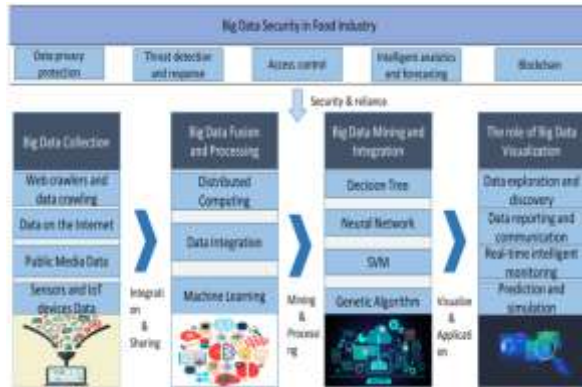 Big Data Security in Food Industry
Data privacy
protection
Threat detection
and response
Access control
Intelligent analytics
and forecasting
Blockchain
Security & reliance
Big Data Collection
Web crawlers and
data crawling
Data on the Internet
Public Media Data
Sensors and IoT
devices Data
Integrati
on
&
Sharing
Big Data Fusion
and Processing
Distributed
Computing
Data Integration
Machine Learning
Mining
&
Processi
ng
Big Data Mining and
Integration
Decision Tree
Neural Network
SVM
Genetic Algorithm
Visualize
&
Applicati
on
The role of Big Data
Visualization
Data exploration and
discovery
Data reporting and
communication
Real-time intelligent
monitoring
Prediction and
simulation